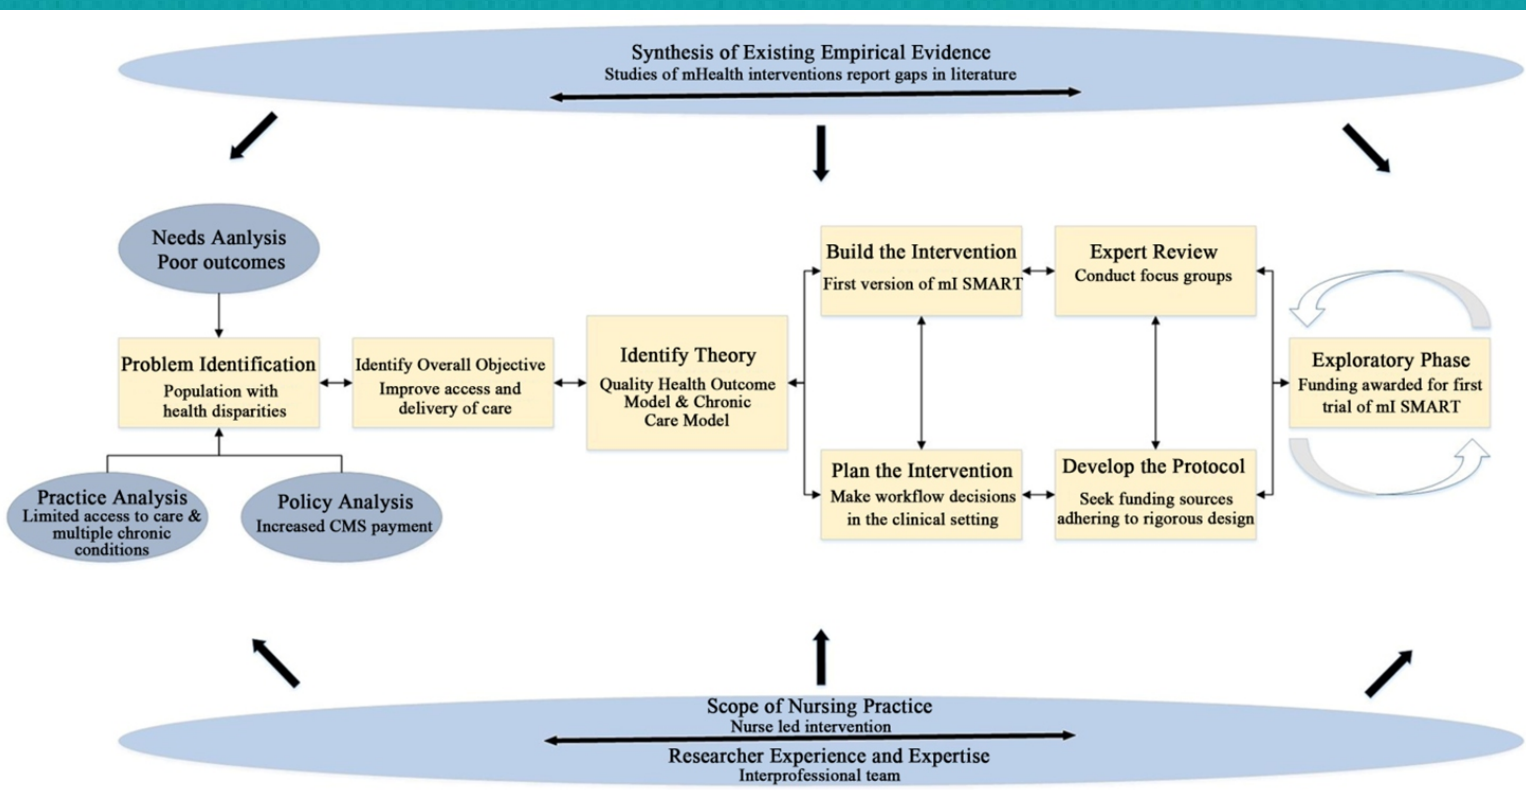 Synthesis of Existing Empirical Evidence
Studies of mHealth interventions report gaps in literature
Needs Aanlysis
Poor outcomes
Problem Identification
Population with
health disparities
Practice Analysis
Limited access to care &
multiple chronic
conditions
Policy Analysis
Increased CMS payment
Identify Overall Objective
Improve access and
delivery of care
Identify Theory
Quality Health Outcome
Model & Chronic
Care Model
Build the Intervention
First version of mI SMART
Plan the Intervention
Make workflow decisions
in the clinical setting
Expert Review
Conduct focus groups
Develop the Protocol
Seek funding sources
adhering to rigorous design
Exploratory Phase
Funding awarded for first
trial of mI SMART
Scope of Nursing Practice
Nurse led intervention
Researcher Experience and Expertise
Interprofessional team